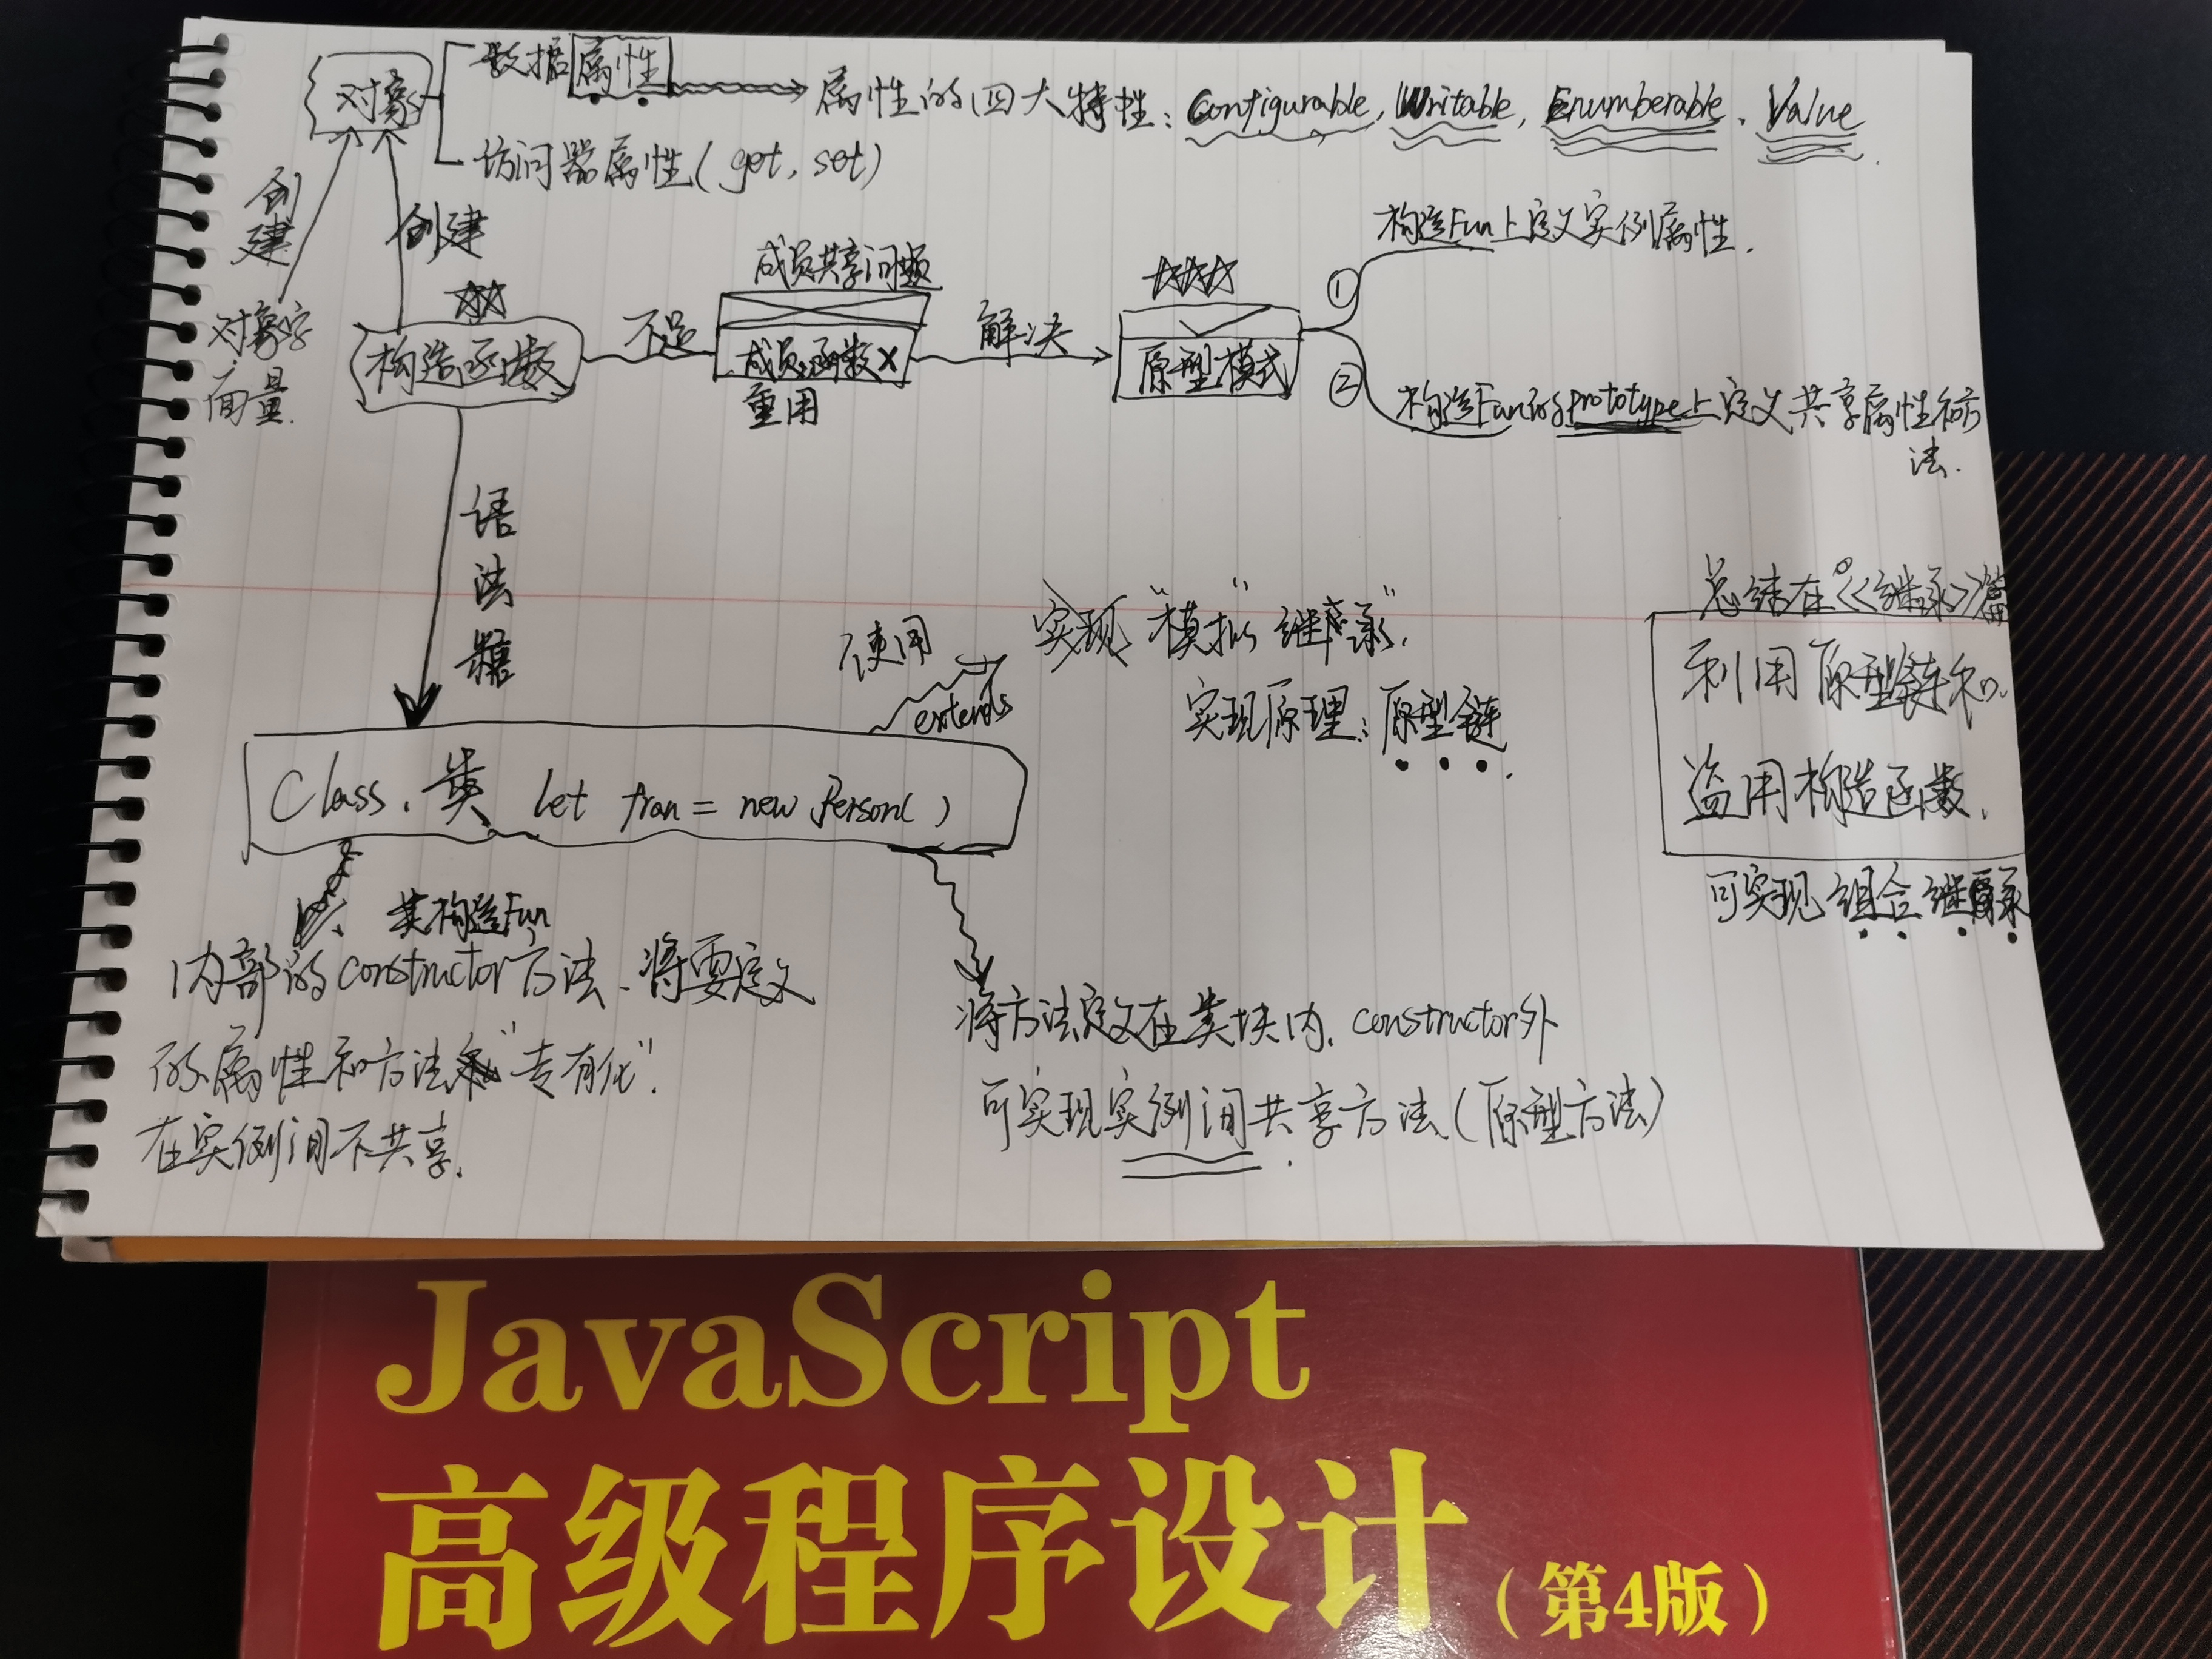 对象
数据属性
属性的四大特性：Configurable, Writable, Enumberable, Value
访问器属性(get, set)
创建
创建
对象字面量
构造函数
不足
成员共享问题
成员函数×
重用
解决
原型模式
①
构造Fun上定义实例属性.
②
构造Fun的prototype上定义共享属性和方
法.
语法糖
使用
extends
实现"模拟"继承.
实现原理：原型链
总结在《继承》篇
利用原型链和
盗用构造函数.
可实现组合继承
Class.类 let fran = new Person()
类构造Fun
内部的constructor方法.将要定义
的属性和方法"专有化".
在实例间不共享.
将方法定义在类块内, constructor外
可实现实例间共享方法(原型方法)
JavaScript
高级程序设计
（第4版）